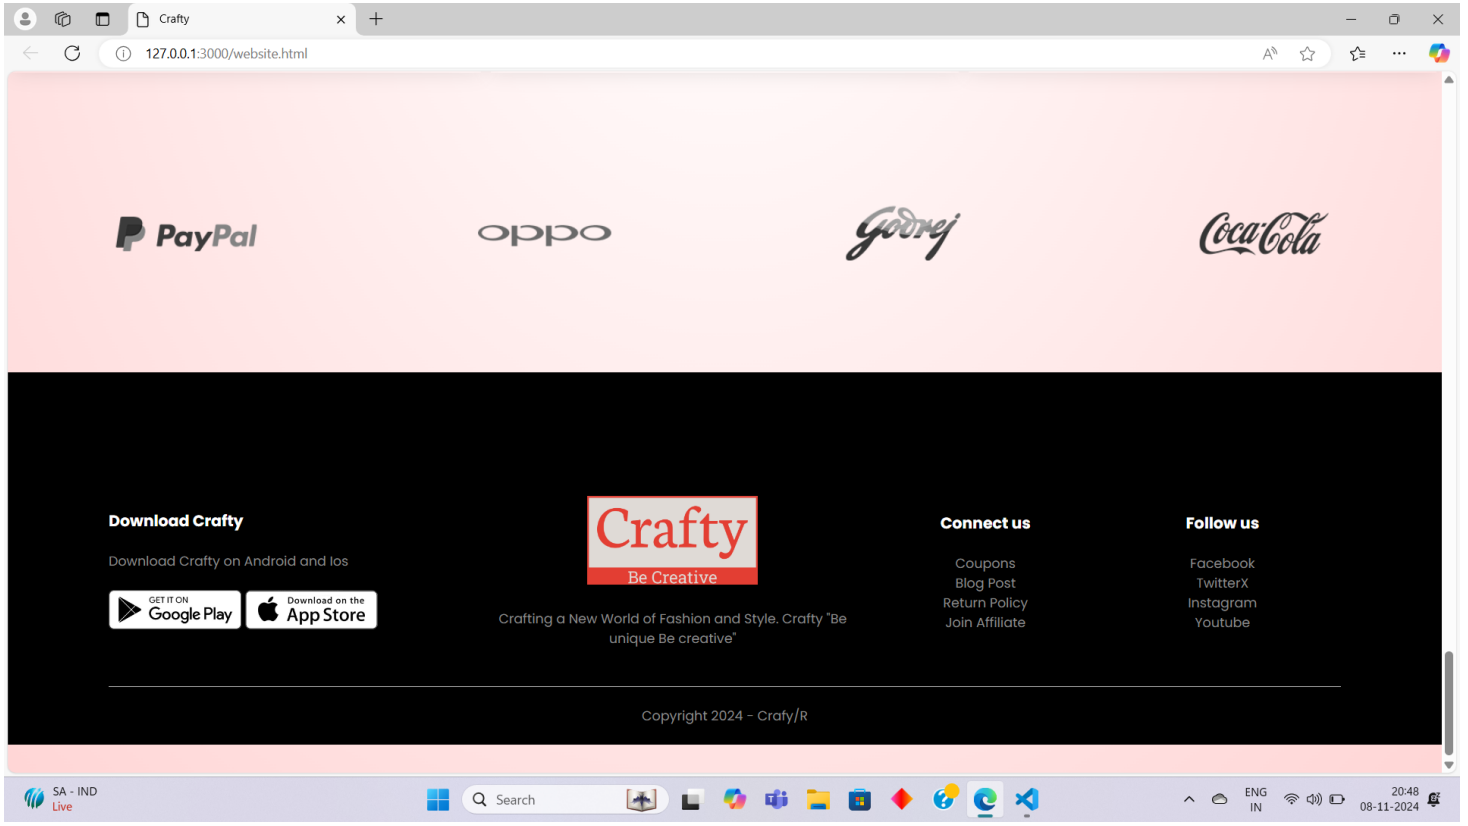 Crafty
127.0.0.1:3000/website.html
PayPal
oppo
Godrej
Coca-Cola
Download Crafty
Download Crafty on Android and Ios
GET IT ON
Google Play
Download on the
App Store
Crafty
Be Creative
Crafting a New World of Fashion and Style. Crafty "Be
unique Be creative"
Connect us
Coupons
Blog Post
Return Policy
Join Affiliate
Follow us
Facebook
TwitterX
Instagram
Youtube
Copyright 2024 - Crafy/R
SA - IND
Live
Search
ENG
IN
20:48
08-11-2024